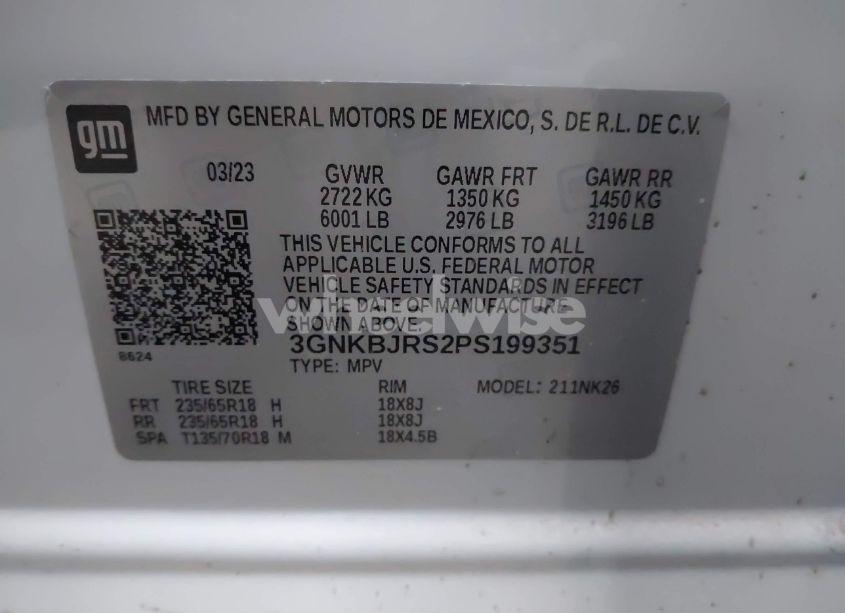 gm
MFD BY GENERAL MOTORS DE MEXICO, S. DE R.L. DE C.V.
03/23 GVWR GAWR FRT GAWR RR
2722 KG 1350 KG 1450 KG
6001 LB 2976 LB 3196 LB
THIS VEHICLE CONFORMS TO ALL
APPLICABLE U.S. FEDERAL MOTOR
VEHICLE SAFETY STANDARDS IN EFFECT
ON THE DATE OF MANUFACTURE
SHOWN ABOVE.
wheelwise
3GNKBJRS2PS199351
8624
TYPE: MPV
TIRE SIZE RIM MODEL: 211NK26
FRT 235/65R18 H 18X8J
RR 235/65R18 H 18X8J
SPA T135/70R18 M 18X4.5B